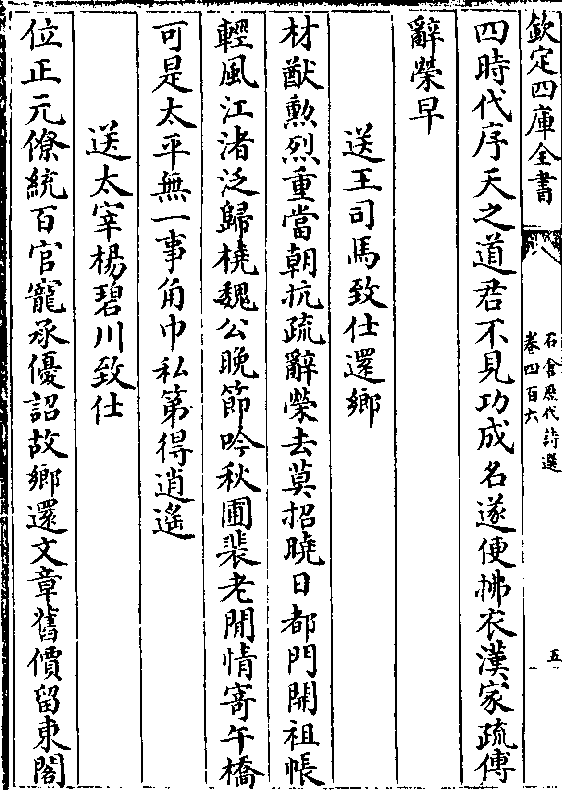 欽定四庫全書
石倉歷代詩選
卷四百六
五
四時代序天之道君不見功成名遂便拂衣漢家疏傅
辭榮早
送王司馬致仕還鄉
材猷勲烈重當朝抗疏辭榮去莫招曉日都門開祖帳
輕風江渚泛歸橈魏公晚節吟秋圃裴老閒情寄午橋
可是太平無一事角巾私第得逍遙
送太宰楊碧川致仕
位正元僚統百官寵承優詔故鄉還文章舊價留東閣